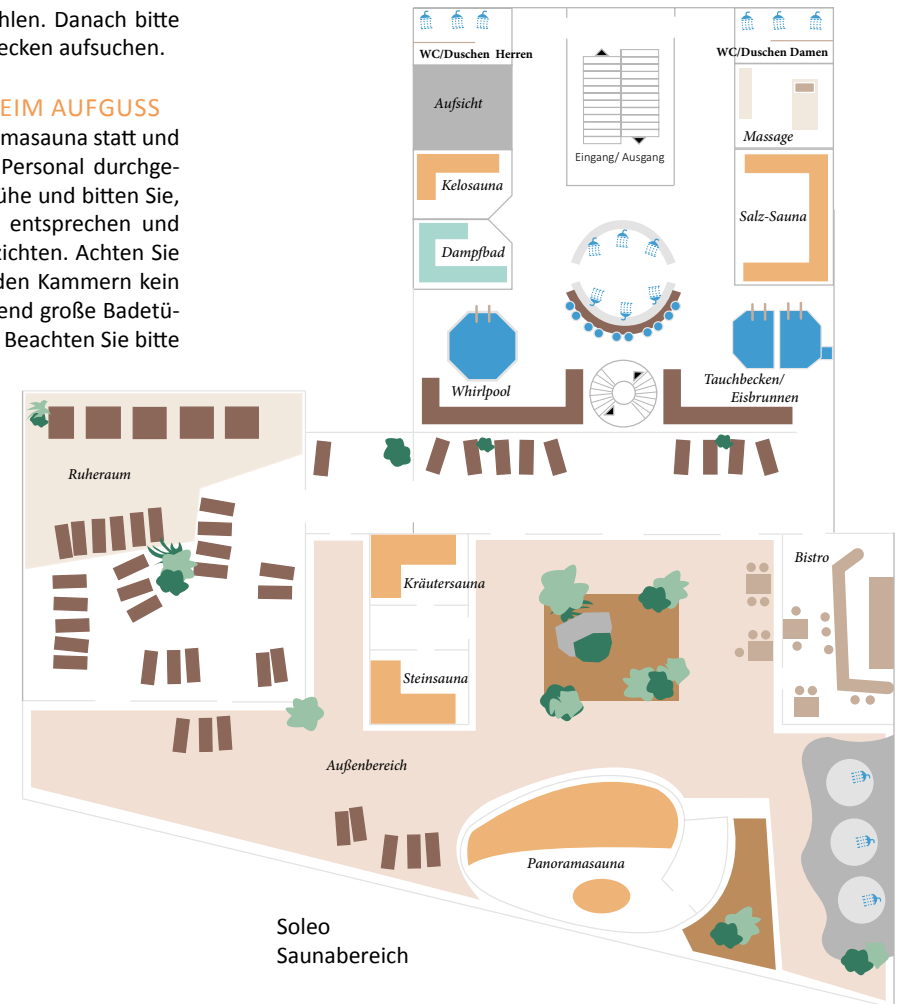 hlen. Danach bitte
ecken aufsuchen.
EIM AUFGUSS
masauna statt und
Personal durchge-
ühe und bitten Sie,
entsprechen und
zichten. Achten Sie
den Kammern kein
end große Badetü-
Beachten Sie bitte
WC/Duschen Herren
WC/Duschen Damen
Aufsicht
Massage
Eingang/ Ausgang
Kelosauna
Salz-Sauna
Dampfbad
Whirlpool
Tauchbecken/
Eisbrunnen
Ruheraum
Bistro
Kräutersauna
Steinsauna
Außenbereich
Panoramasauna
Soleo
Saunabereich